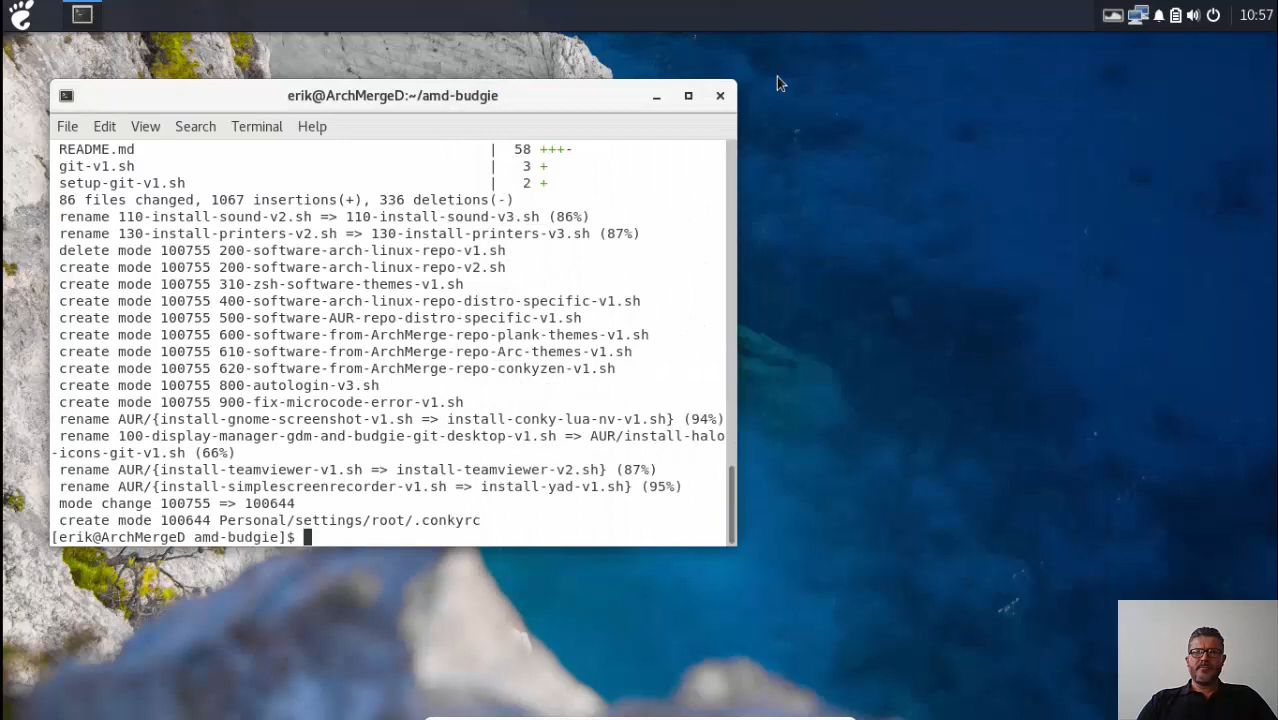 10:57
erik@ArchMergeD:~/amd-budgie
File Edit View Search Terminal Help
README.md | 58 +++-
git-v1.sh | 3 +
setup-git-v1.sh | 2 +
86 files changed, 1067 insertions(+), 336 deletions(-)
rename 110-install-sound-v2.sh => 110-install-sound-v3.sh (86%)
rename 130-install-printers-v2.sh => 130-install-printers-v3.sh (87%)
delete mode 100755 200-software-arch-linux-repo-v1.sh
create mode 100755 200-software-arch-linux-repo-v2.sh
create mode 100755 310-zsh-software-themes-v1.sh
create mode 100755 400-software-arch-linux-repo-distro-specific-v1.sh
create mode 100755 500-software-AUR-repo-distro-specific-v1.sh
create mode 100755 600-software-from-ArchMerge-repo-plank-themes-v1.sh
create mode 100755 610-software-from-ArchMerge-repo-Arc-themes-v1.sh
create mode 100755 620-software-from-ArchMerge-repo-conkyzen-v1.sh
create mode 100755 800-autologin-v3.sh
create mode 100755 900-fix-microcode-error-v1.sh
rename AUR/{install-gnome-screenshot-v1.sh => install-conky-lua-nv-v1.sh} (94%)
rename 100-display-manager-gdm-and-budgie-git-desktop-v1.sh => AUR/install-halo
-icons-git-v1.sh (66%)
rename AUR/{install-teamviewer-v1.sh => install-teamviewer-v2.sh} (87%)
rename AUR/{install-simplescreenrecorder-v1.sh => install-yad-v1.sh} (95%)
mode change 100755 => 100644
create mode 100644 Personal/settings/root/.conkyrc
[erik@ArchMergeD amd-budgie]$